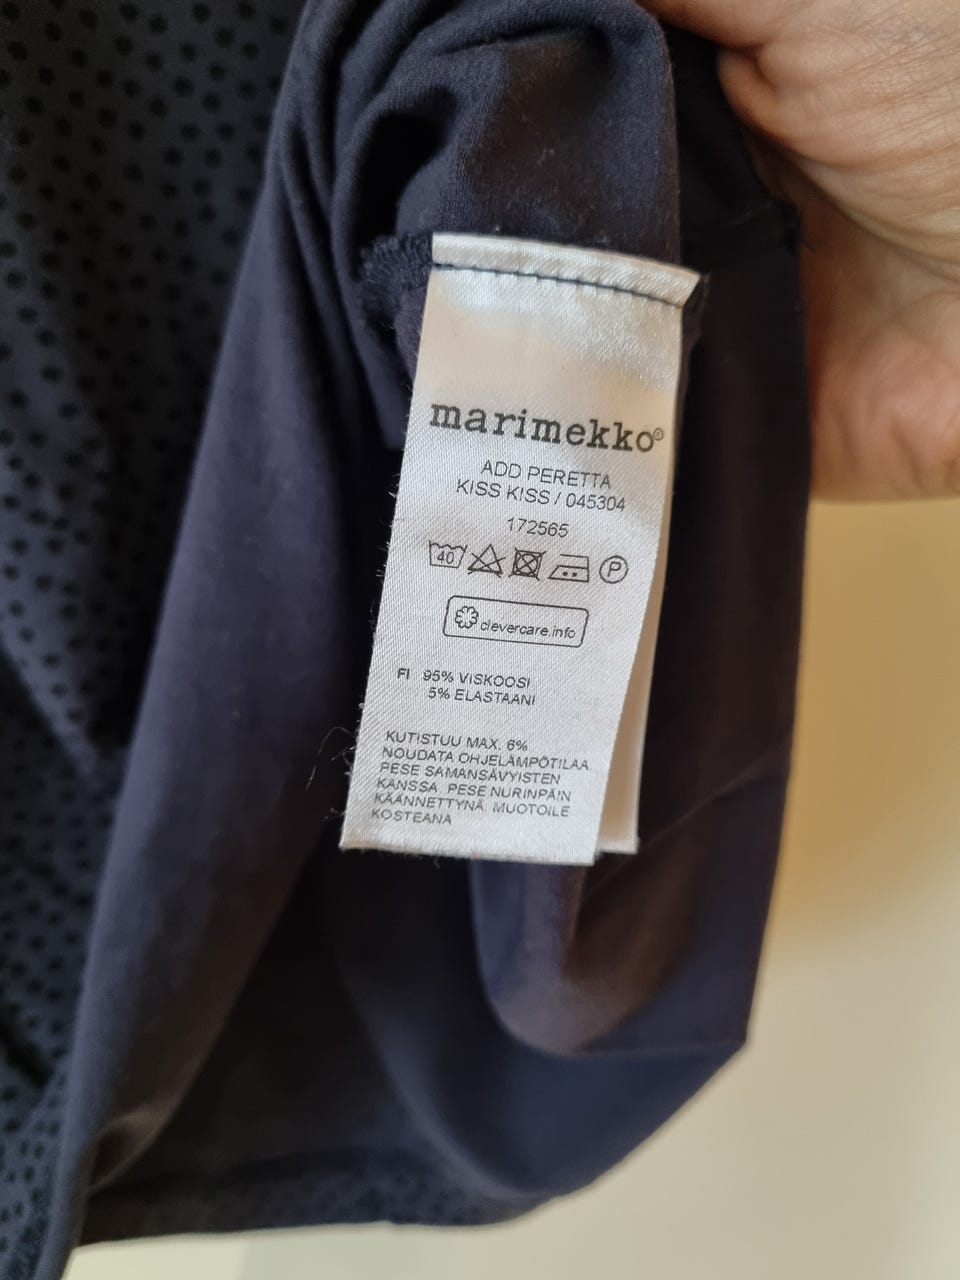 marimekko®
ADD PERETTA
KISS KISS / 045304
172565
40 P
clevercare.info
FI 95% VISKOOSI
5% ELASTAANI
KUTISTUU MAX. 6%
NOUDATA OHJELÄMPÖTILAA
PESE SAMANSÄVYISTEN
KANSSA PESE NURINPÄIN
KÄÄNNETTYNÄ MUOTOILE
KOSTEANA